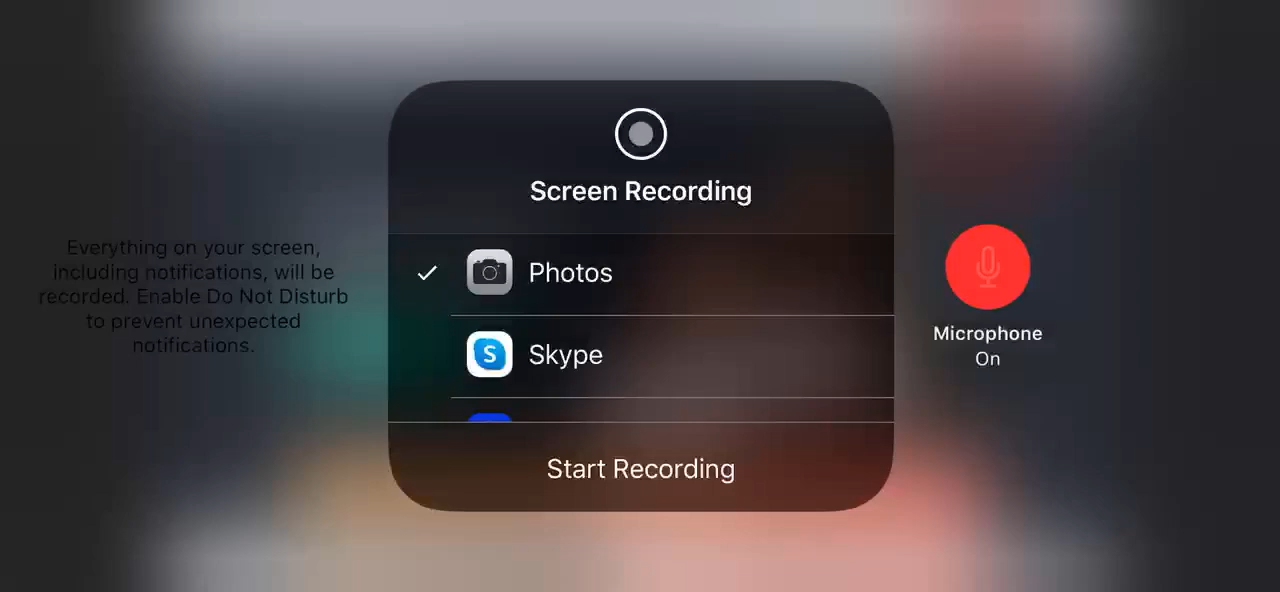 Screen Recording
Everything on your screen,
including notifications, will be
recorded. Enable Do Not Disturb
to prevent unexpected
notifications.
Photos
S
Skype
Start Recording
Microphone
On